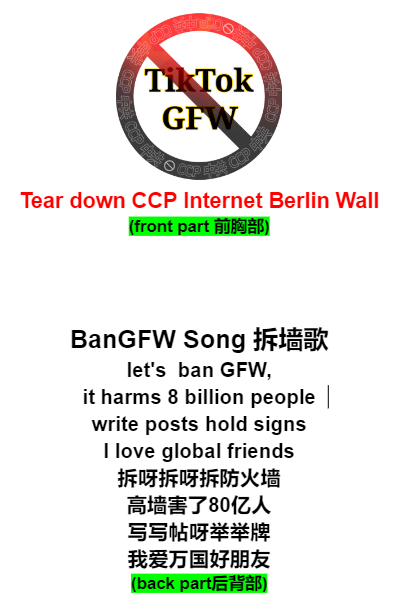 TikTok
GFW
Tear down CCP Internet Berlin Wall
(front part 前胸部)
BanGFW Song 拆墙歌
let's  ban GFW,
it harms 8 billion people
write posts hold signs
I love global friends
拆呀拆呀拆防火墙
高墙害了80亿人
写写帖呀举举牌
我爱万国好朋友
(back part后背部)